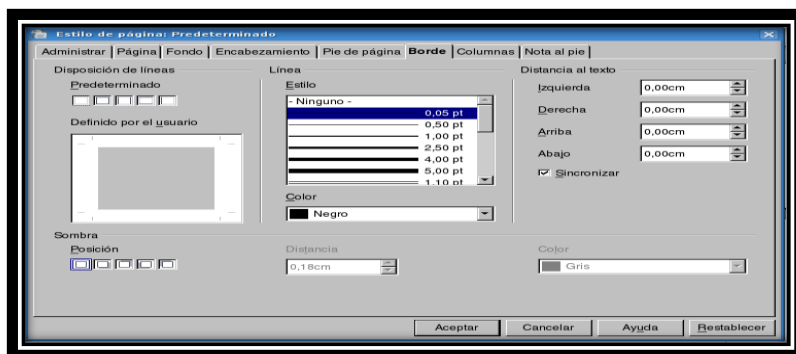 Estilo de página: Predeterminado
Administrar Página Fondo Encabezamiento Pie de página Borde Columnas Nota al pie
Disposición de líneas
Predeterminado
Definido por el usuario
Línea
Estilo
- Ninguno -
0,05 pt
0,50 pt
1,00 pt
2,50 pt
4,00 pt
5,00 pt
1,10 pt
Color
Negro
Distancia al texto
Izquierda 0,00cm
Derecha 0,00cm
Arriba 0,00cm
Abajo 0,00cm
Sincronizar
Sombra
Posición
Distancia
0,18cm
Color
Gris
Aceptar Cancelar Ayuda Restablecer